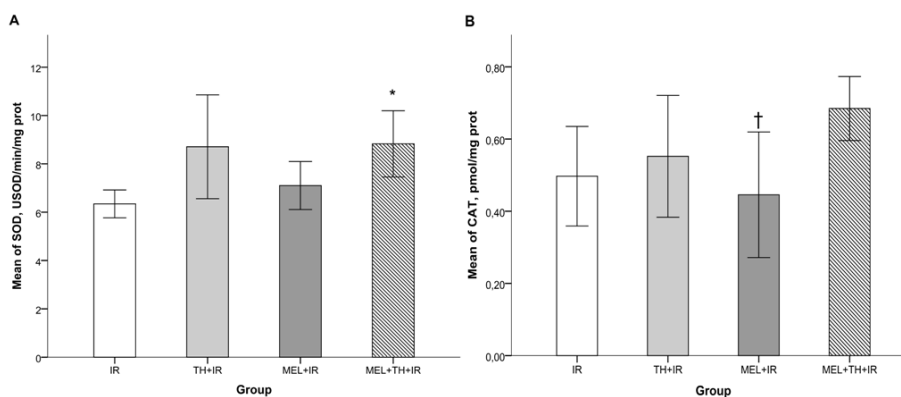 A
Mean of SOD, USOD/min/mg prot
12
10
8
6
4
2
0
*
IR
TH+IR
MEL+IR
MEL+TH+IR
Group
B
Mean of CAT, pmol/mg prot
0,80
0,60
0,40
0,20
0,00
†
IR
TH+IR
MEL+IR
MEL+TH+IR
Group